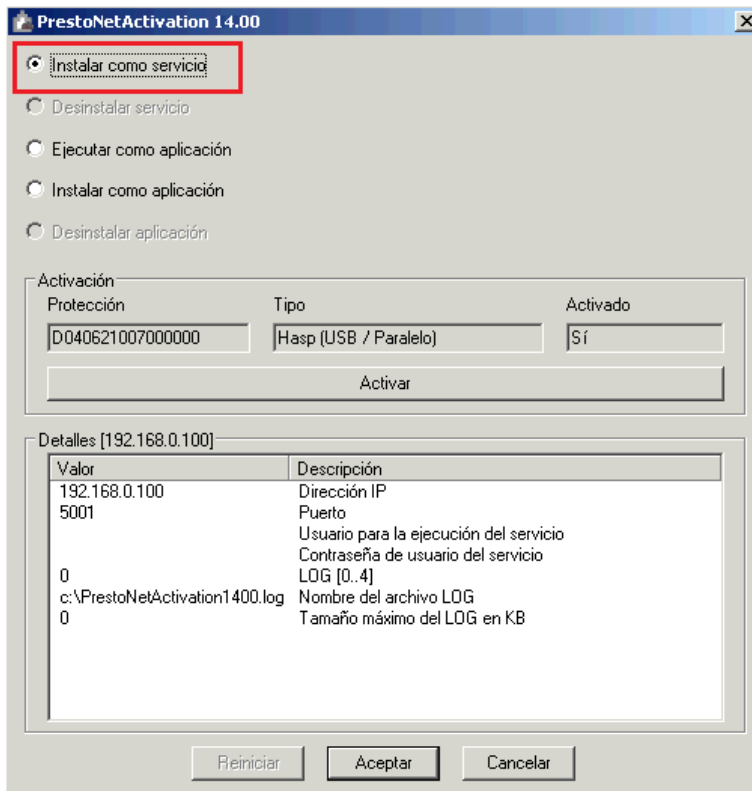 PrestoNetActivation 14.00
Instalar como servicio
Desinstalar servicio
Ejecutar como aplicación
Instalar como aplicación
Desinstalar aplicación
Activación
Protección Tipo Activado
D040621007000000 Hasp (USB / Paralelo) Sí
Activar
Detalles [192.168.0.100]
Valor Descripción
192.168.0.100 Dirección IP
5001 Puerto
Usuario para la ejecución del servicio
Contraseña de usuario del servicio
0 LOG [0..4]
c:\PrestoNetActivation1400.log Nombre del archivo LOG
0 Tamaño máximo del LOG en KB
Reiniciar Aceptar Cancelar